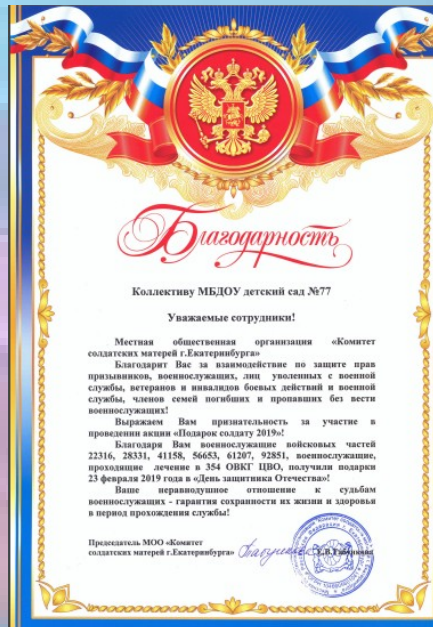 Благодарность
Коллективу МБДОУ детский сад №77
Уважаемые сотрудники!
Местная общественная организация «Комитет
солдатских матерей г.Екатеринбурга»
Благодарит Вас за взаимодействие по защите прав
призывников, военнослужащих, лиц уволенных с военной
службы, ветеранов и инвалидов боевых действий и военной
службы, членов семей погибших и пропавших без вести
военнослужащих!
Выражаем Вам признательность за участие в
проведении акции «Подарок солдату 2019»!
Благодаря Вам военнослужащие войсковых частей
22316, 28331, 41158, 56653, 61207, 92851, военнослужащие,
проходящие лечение в 354 ОВКГ ЦВО, получили подарки
23 февраля 2019 года в «День защитника Отечества»!
Ваше неравнодушное отношение к судьбам
военнослужащих - гарантия сохранности их жизни и здоровья
в период прохождения службы!
Председатель МОО «Комитет
солдатских матерей г.Екатеринбурга»